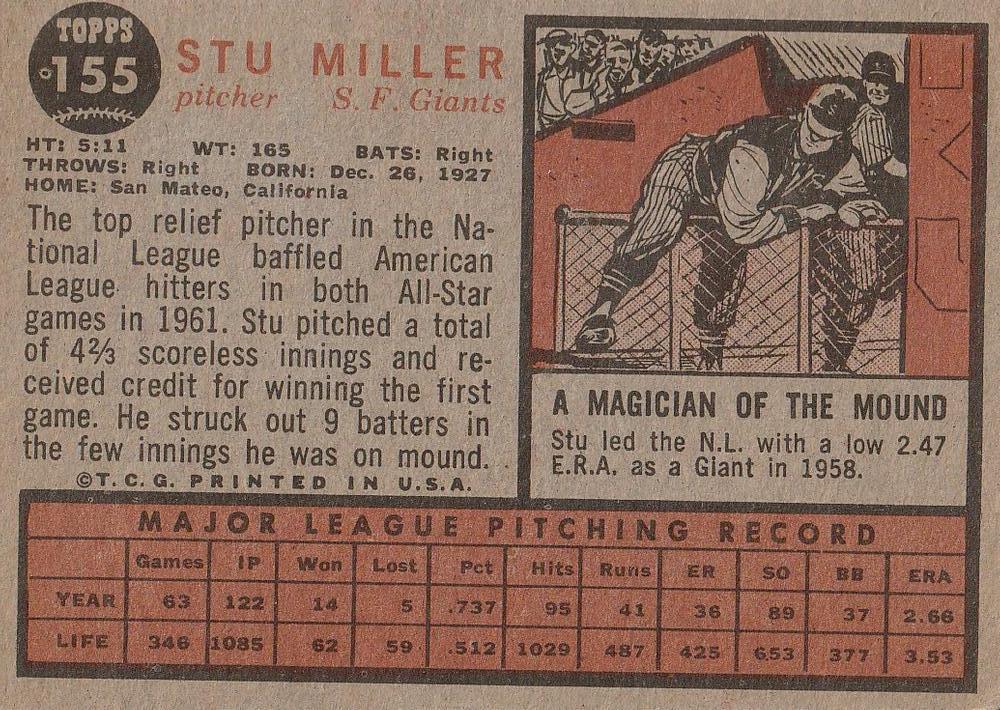 TOPPS
155
STU MILLER
pitcher S. F. Giants
HT: 5:11 WT: 165 BATS: Right
THROWS: Right BORN: Dec. 26, 1927
HOME: San Mateo, California
The top relief pitcher in the Na-
tional League baffled American
League hitters in both All-Star
games in 1961. Stu pitched a total
of 4⅔ scoreless innings and re-
ceived credit for winning the first
game. He struck out 9 batters in
the few innings he was on mound.
©T.C.G. PRINTED IN U.S.A.
A MAGICIAN OF THE MOUND
Stu led the N.L. with a low 2.47
E.R.A. as a Giant in 1958.
MAJOR LEAGUE PITCHING RECORD
Games IP Won Lost Pct Hits Runs ER SO BB ERA
YEAR 63 122 14 5 .737 95 41 36 89 37 2.66
LIFE 346 1085 62 59 .512 1029 487 425 653 377 3.53